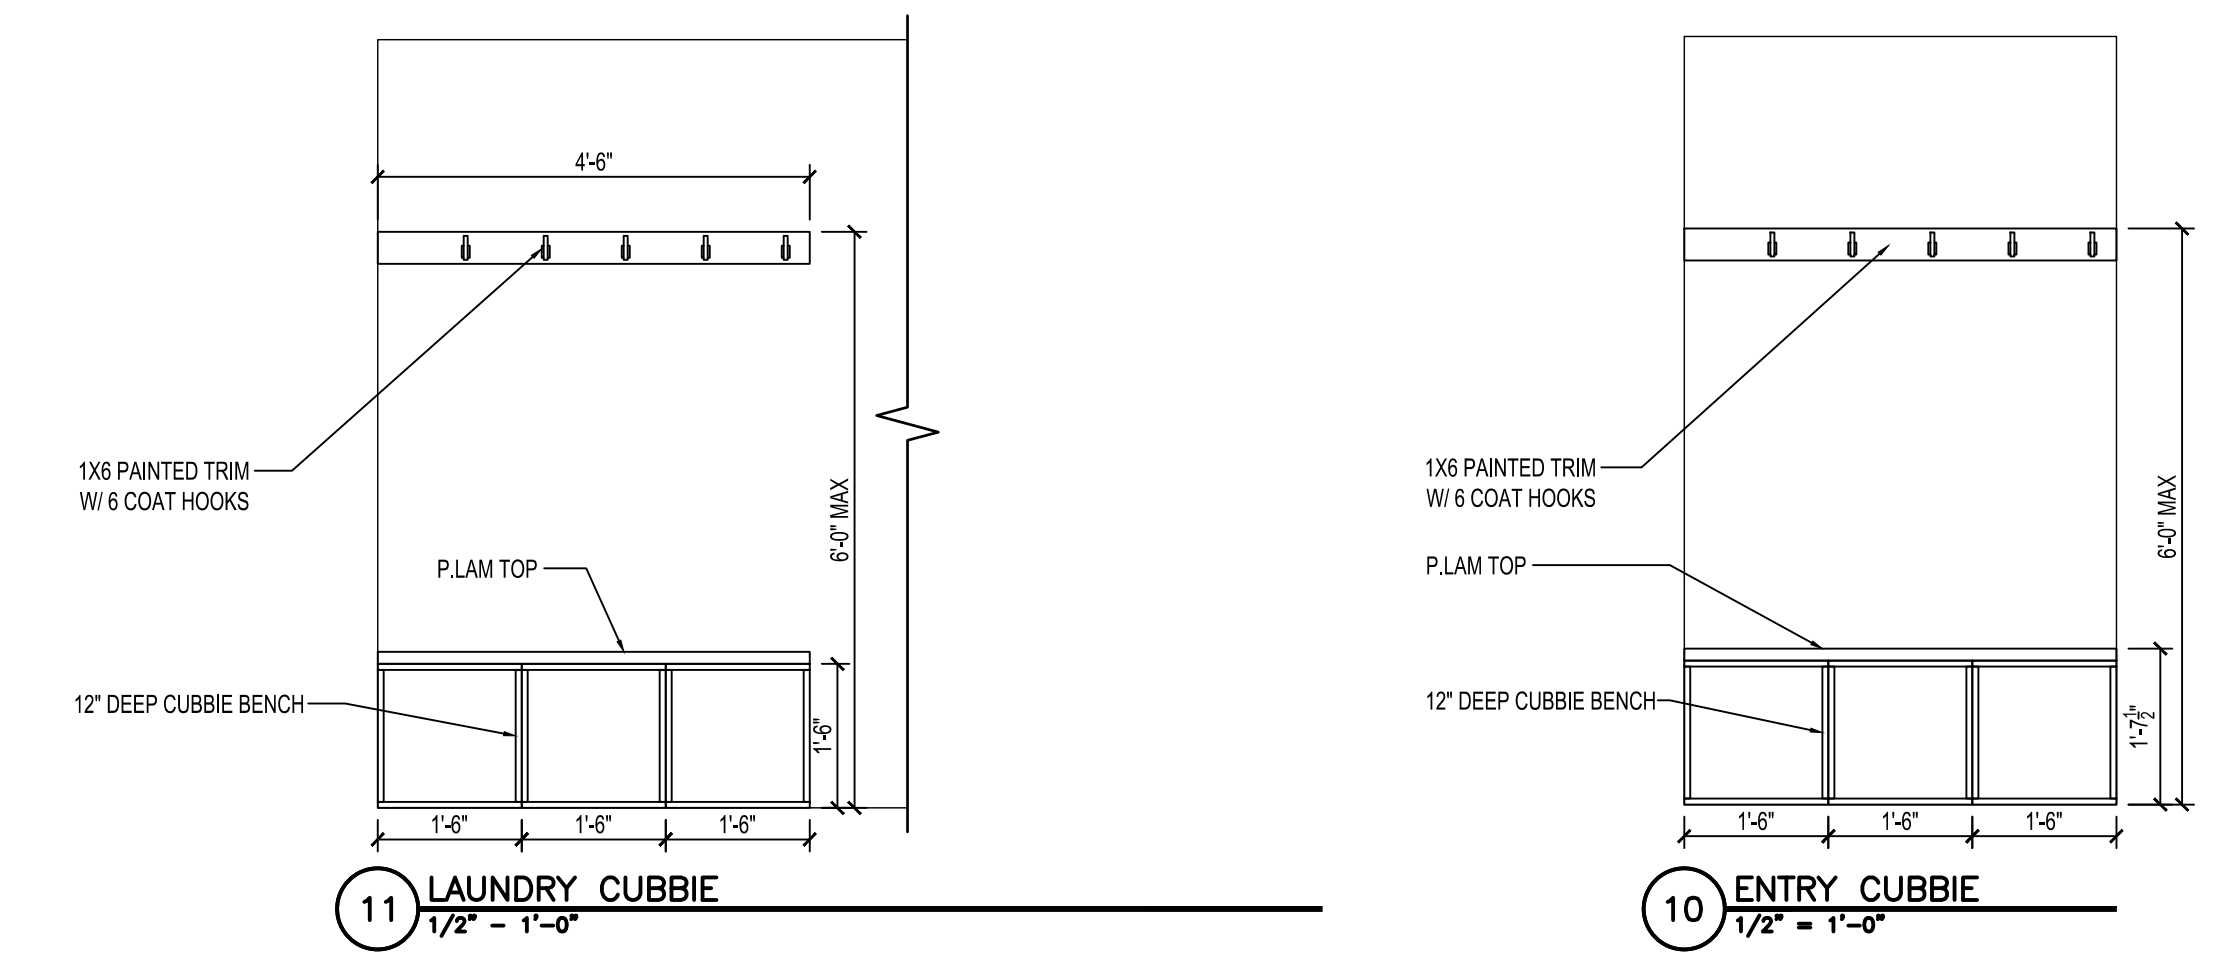 4'-6"
1X6 PAINTED TRIM
W/ 6 COAT HOOKS
6'-0" MAX
P.LAM TOP
12" DEEP CUBBIE BENCH
1'-6"
1'-6"
1'-6"
1'-6"
11
LAUNDRY CUBBIE
1/2" - 1'-0"
1X6 PAINTED TRIM
W/ 6 COAT HOOKS
6'-0" MAX
P.LAM TOP
12" DEEP CUBBIE BENCH
1'-7 1/2"
1'-6"
1'-6"
1'-6"
10
ENTRY CUBBIE
1/2" = 1'-0"